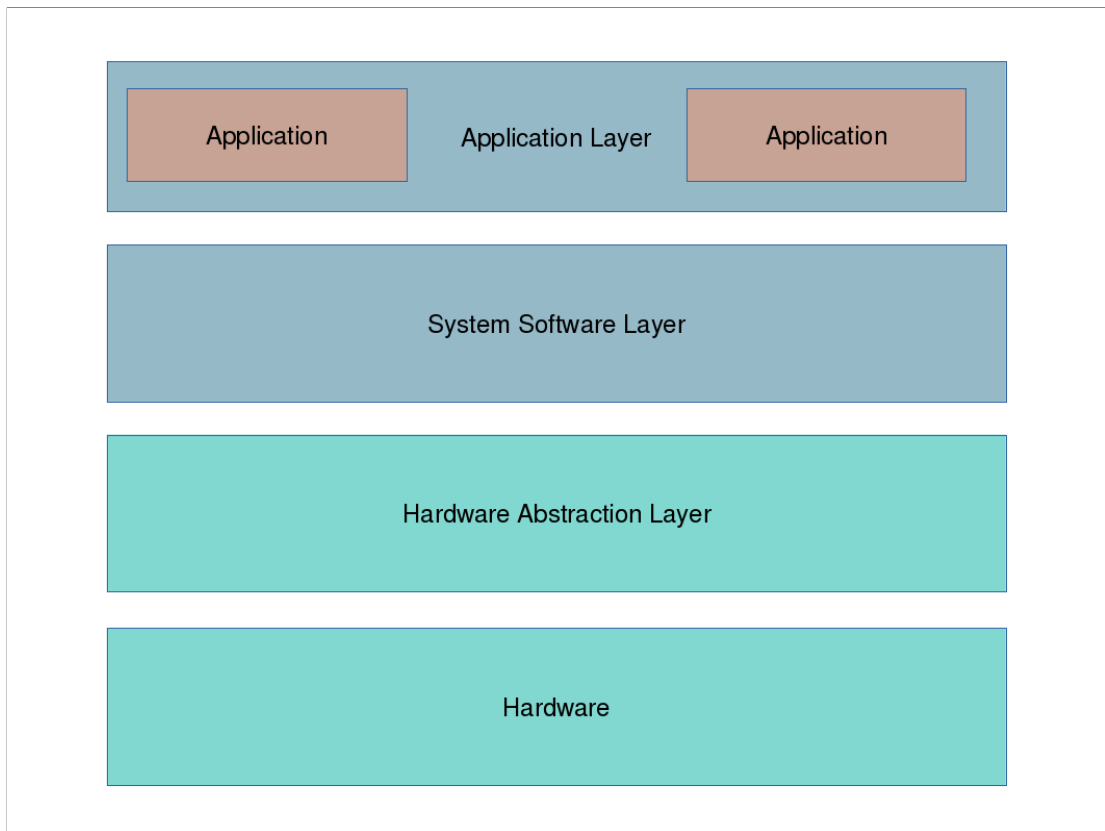 Application
Application Layer
Application
System Software Layer
Hardware Abstraction Layer
Hardware